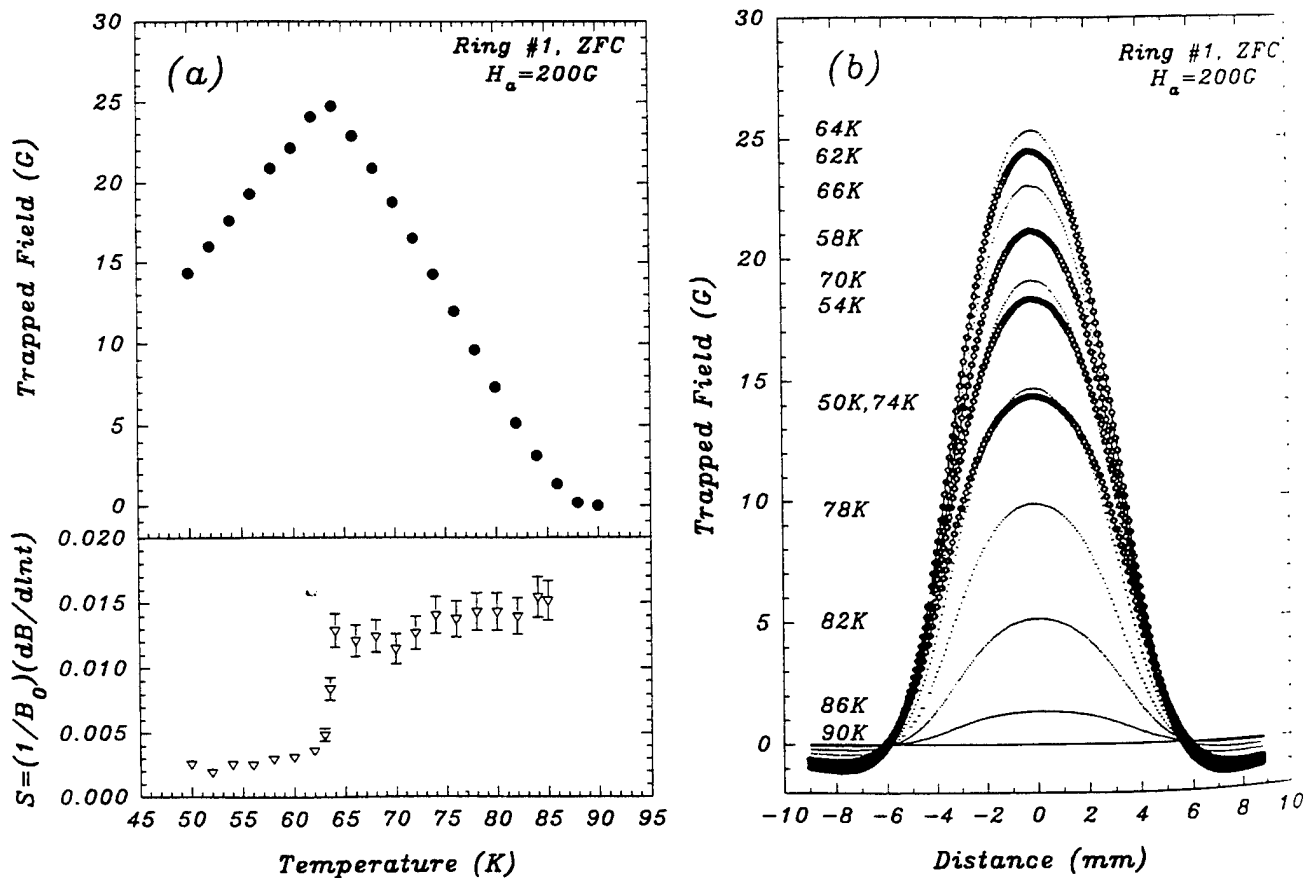 (a)
Ring #1, ZFC
H_a=200G
Trapped Field (G)
30
25
20
15
10
5
0
S=(1/B_0)(dB/dlnt)
0.020
0.015
0.010
0.005
0.000
45 50 55 60 65 70 75 80 85 90 95
Temperature (K)
(b)
Ring #1, ZFC
H_a=200G
Trapped Field (G)
30
25
20
15
10
5
0
64K
62K
66K
58K
70K
54K
50K,74K
78K
82K
86K
90K
-10 -8 -6 -4 -2 0 2 4 6 8 10
Distance (mm)